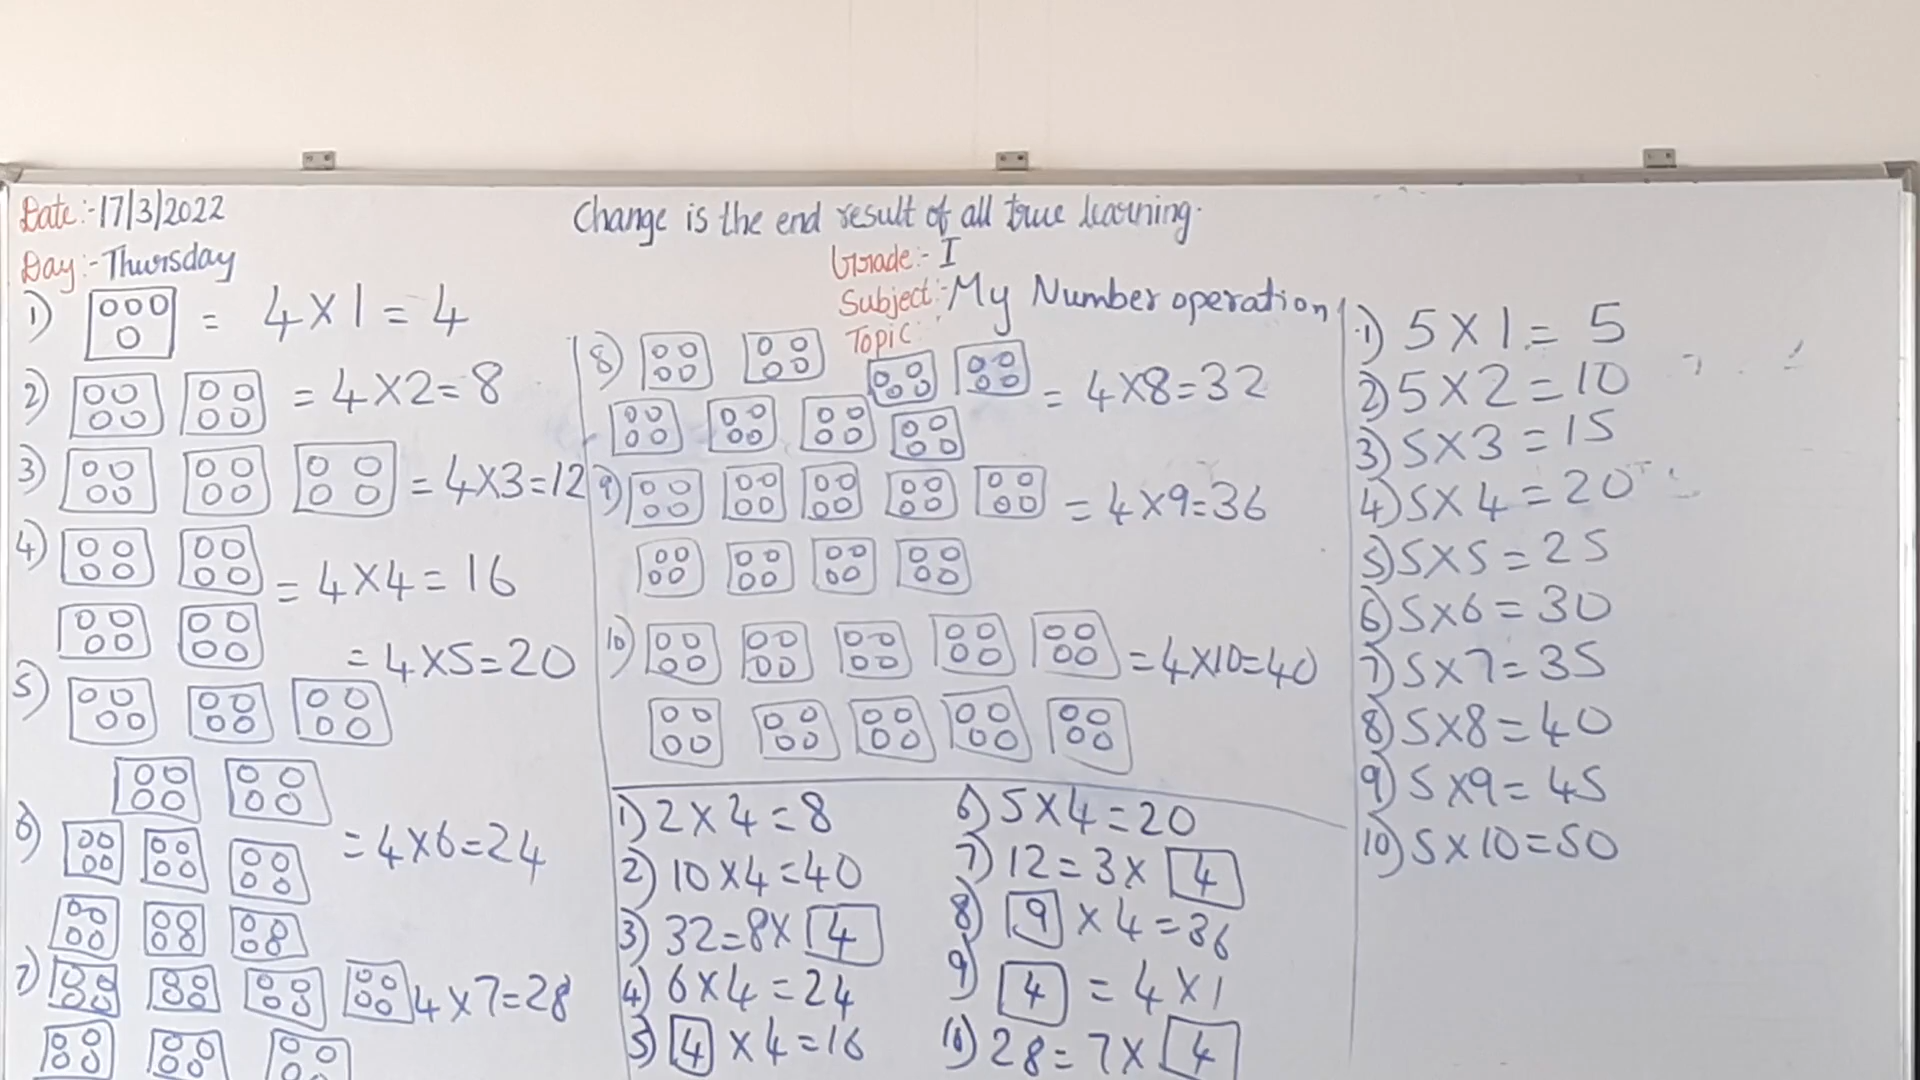 Date:-17/3/2022
Change is the end result of all true learning.
Day:-Thursday
Grade:- I
Subject:-My Number operation
Topic:
1) = 4X1=4
2) =4X2=8
3) =4X3=12
4) =4X4=16
5) =4X5=20
6) =4X6=24
7) 4X7=28
8) =4X8=32
9) =4X9=36
10) =4X10=40
1) 2X4=8
2) 10X4=40
3) 32=8X 4
4) 6X4=24
5) 4 X4=16
6) 5X4=20
7) 12=3X 4
8) 9 X4=36
9) 4 =4X1
10) 28=7X 4
1) 5X1=5
2) 5X2=10
3) 5X3=15
4) 5X4=20
5) 5X5=25
6) 5X6=30
7) 5X7=35
8) 5X8=40
9) 5X9=45
10) 5X10=50